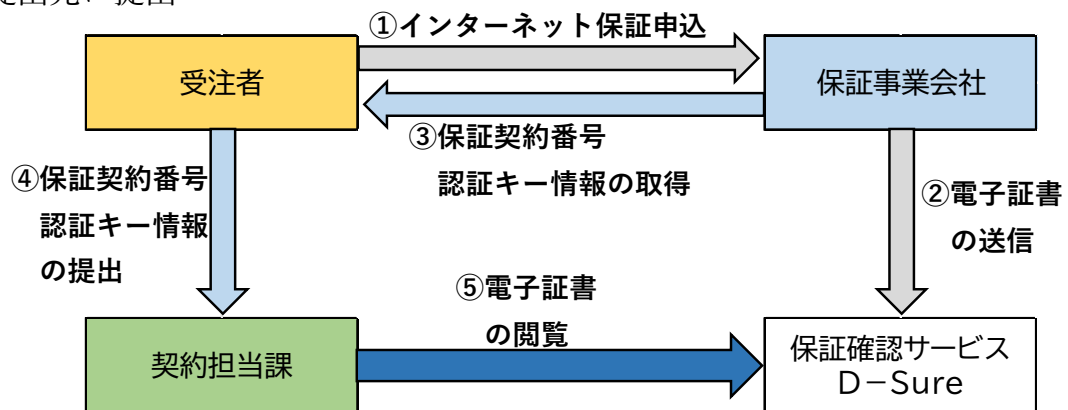 ①インターネット保証申込
受注者
保証事業会社
③保証契約番号
認証キー情報の取得
④保証契約番号
認証キー情報
の提出
②電子証書
の送信
⑤電子証書
の閲覧
契約担当課
保証確認サービス
D－Sure